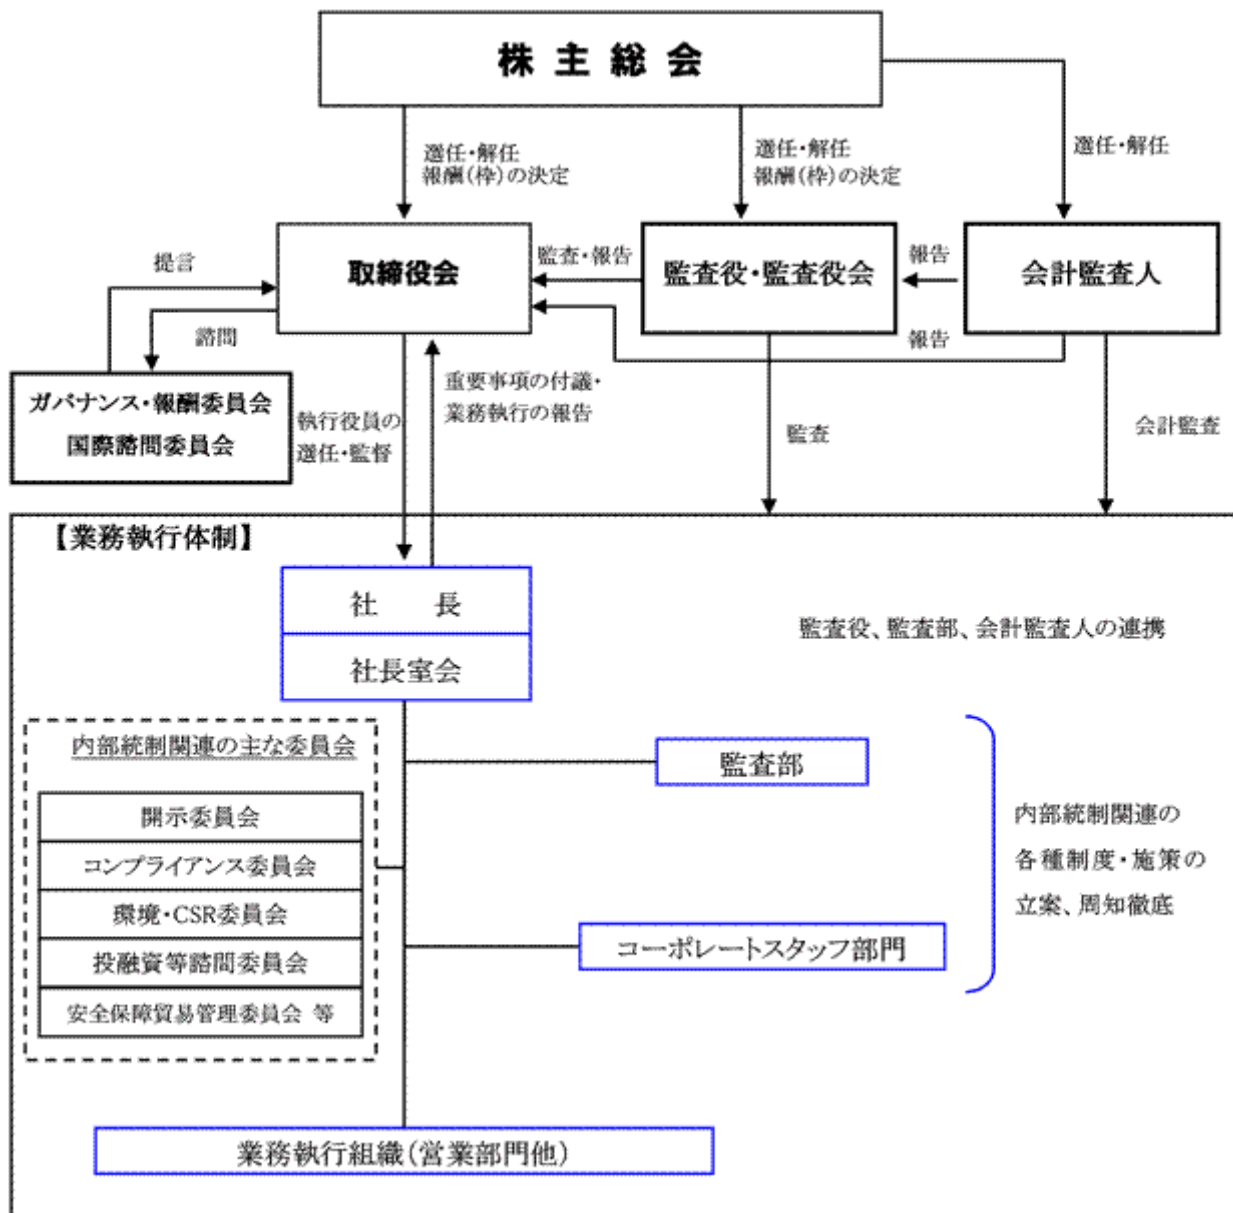 株 主 総 会
選任・解任
報酬(枠)の決定
選任・解任
報酬(枠)の決定
選任・解任
取締役会
監査・報告
監査役・監査役会
報告
会計監査人
提言
諮問
報告
ガバナンス・報酬委員会
国際諮問委員会
執行役員の
選任・監督
重要事項の付議・
業務執行の報告
監査
会計監査
【業務執行体制】
社 長
社長室会
監査役、監査部、会計監査人の連携
内部統制関連の主な委員会
開示委員会
コンプライアンス委員会
環境・CSR委員会
投融資等諮問委員会
安全保障貿易管理委員会 等
監査部
コーポレートスタッフ部門
内部統制関連の
各種制度・施策の
立案、周知徹底
業務執行組織(営業部門他)